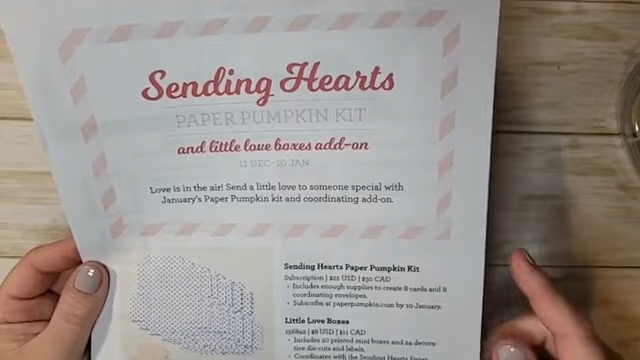 Sending Hearts
PAPER PUMPKIN KIT
and little love boxes add-on
11 DEC-10 JAN
Love is in the air! Send a little love to someone special with
January's Paper Pumpkin kit and coordinating add-on.
Sending Hearts Paper Pumpkin Kit
Subscription | $22 USD | $30 CAD
• Includes enough supplies to create 8 cards and 8
coordinating envelopes.
• Subscribe at paperpumpkin.com by 10 January.
Little Love Boxes
156842 | $8 USD | $11 CAD
• Includes 20 printed mini boxes and 24 decora-
tive die-cuts and labels.
• Coordinates with the Sending Hearts Paper